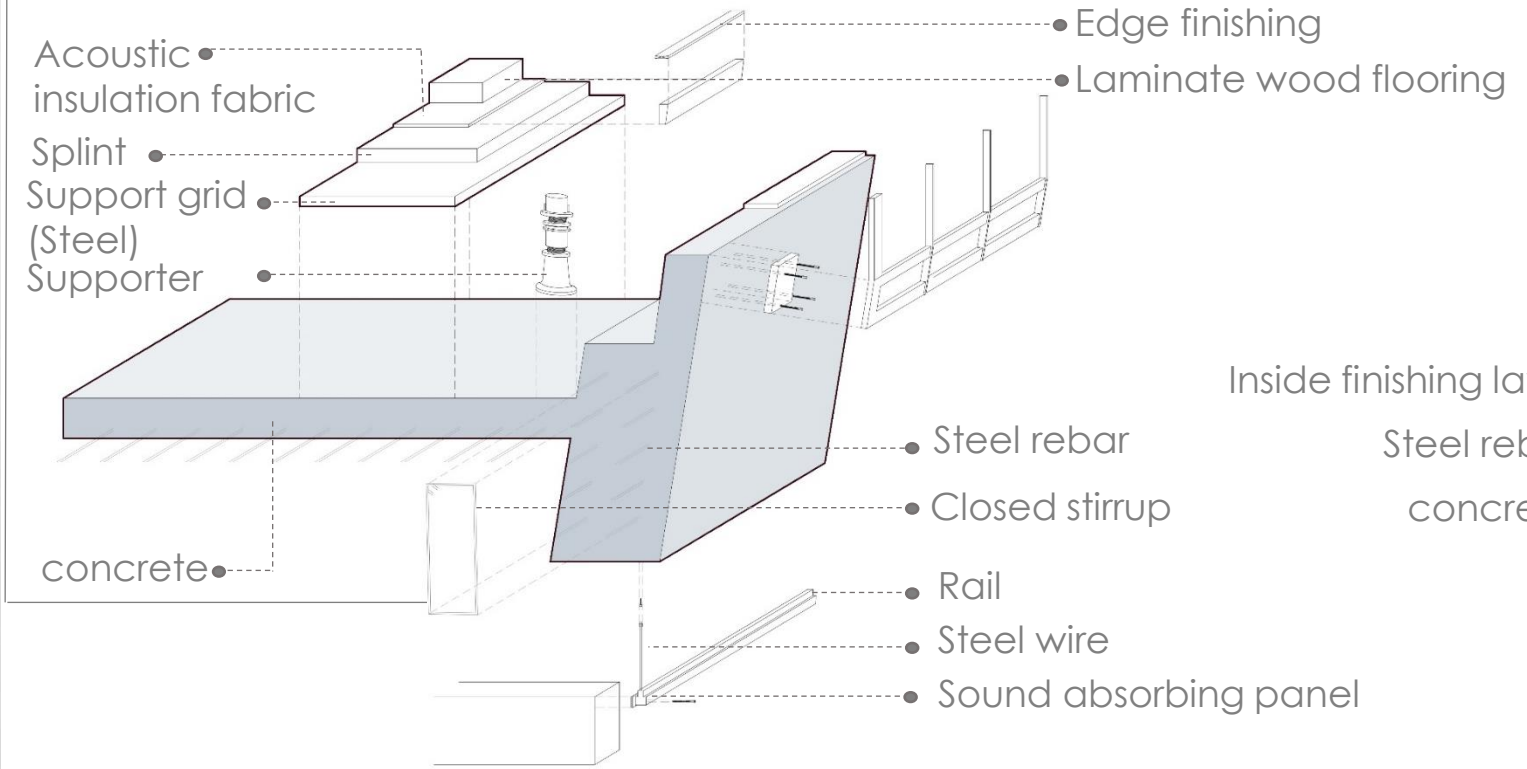 Acoustic
insulation fabric
Splint
Support grid
(Steel)
Supporter
concrete
Edge finishing
Laminate wood flooring
Steel rebar
Closed stirrup
Rail
Steel wire
Sound absorbing panel
Inside finishing la
Steel reb
concre